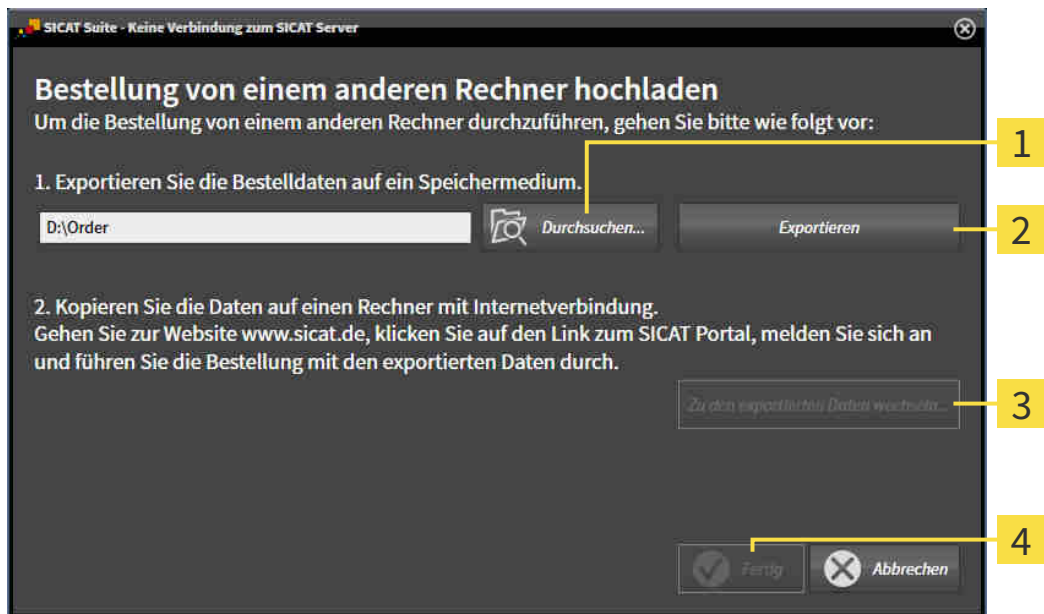 SICAT Suite - Keine Verbindung zum SICAT Server
Bestellung von einem anderen Rechner hochladen
Um die Bestellung von einem anderen Rechner durchzuführen, gehen Sie bitte wie folgt vor:
1
1. Exportieren Sie die Bestelldaten auf ein Speichermedium.
D:\Order
Durchsuchen...
Exportieren
2
2. Kopieren Sie die Daten auf einen Rechner mit Internetverbindung.
Gehen Sie zur Website www.sicat.de, klicken Sie auf den Link zum SICAT Portal, melden Sie sich an
und führen Sie die Bestellung mit den exportierten Daten durch.
Zu den exportierten Daten wechseln...
3
4
Fertig
Abbrechen